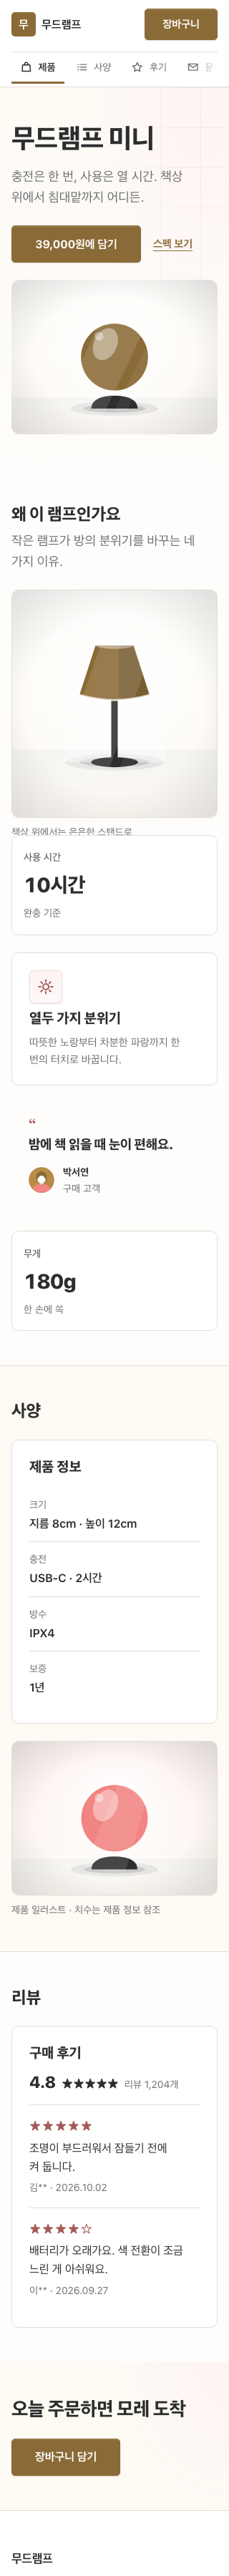 무 무드램프
장바구니
제품 사양 후기
무드램프 미니
충전은 한 번, 사용은 열 시간. 책상
위에서 침대맡까지 어디든.
39,000원에 담기 스펙 보기
왜 이 램프인가요
작은 램프가 방의 분위기를 바꾸는 네
가지 이유.
책상 위에서는 은은한 스탠드로
사용 시간
10시간
완충 기준
열두 가지 분위기
따뜻한 노랑부터 차분한 파랑까지 한
번의 터치로 바꿉니다.
“
밤에 책 읽을 때 눈이 편해요.
박서연
구매 고객
무게
180g
한 손에 쏙
사양
제품 정보
크기
지름 8cm · 높이 12cm
충전
USB-C · 2시간
방수
IPX4
보증
1년
제품 일러스트 · 치수는 제품 정보 참조
리뷰
구매 후기
4.8 ★★★★★ 리뷰 1,204개
★★★★★
조명이 부드러워서 잠들기 전에
켜 둡니다.
김** · 2026.10.02
★★★★☆
배터리가 오래가요. 색 전환이 조금
느린 게 아쉬워요.
이** · 2026.09.27
오늘 주문하면 모레 도착
장바구니 담기
무드램프